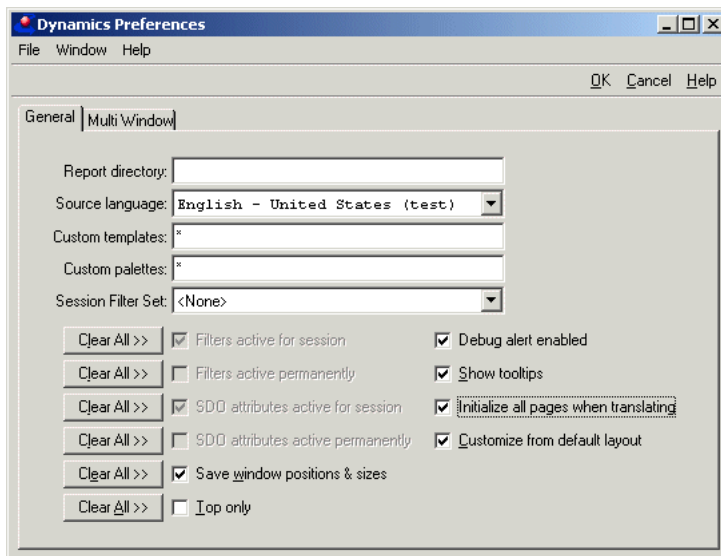 Dynamics Preferences
File Window Help
OK Cancel Help
General Multi Window
Report directory:
Source language: English - United States (test)
Custom templates: *
Custom palettes: *
Session Filter Set: <None>
Clear All >> Filters active for session Debug alert enabled
Clear All >> Filters active permanently Show tooltips
Clear All >> SDO attributes active for session Initialize all pages when translating
Clear All >> SDO attributes active permanently Customize from default layout
Clear All >> Save window positions & sizes
Clear All >> Top only